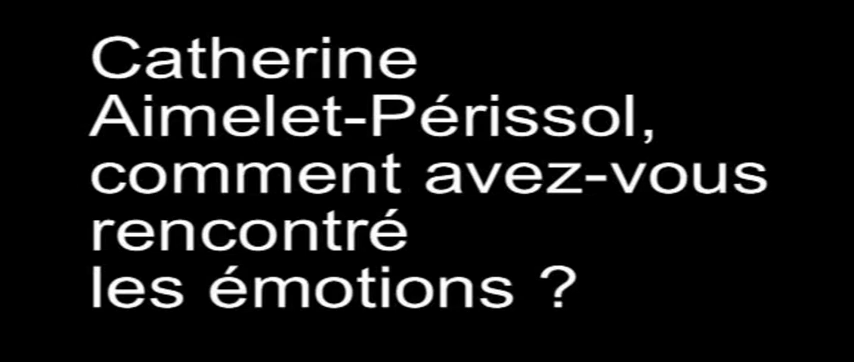 Catherine
Aimelet-Périssol,
comment avez-vous
rencontré
les émotions ?